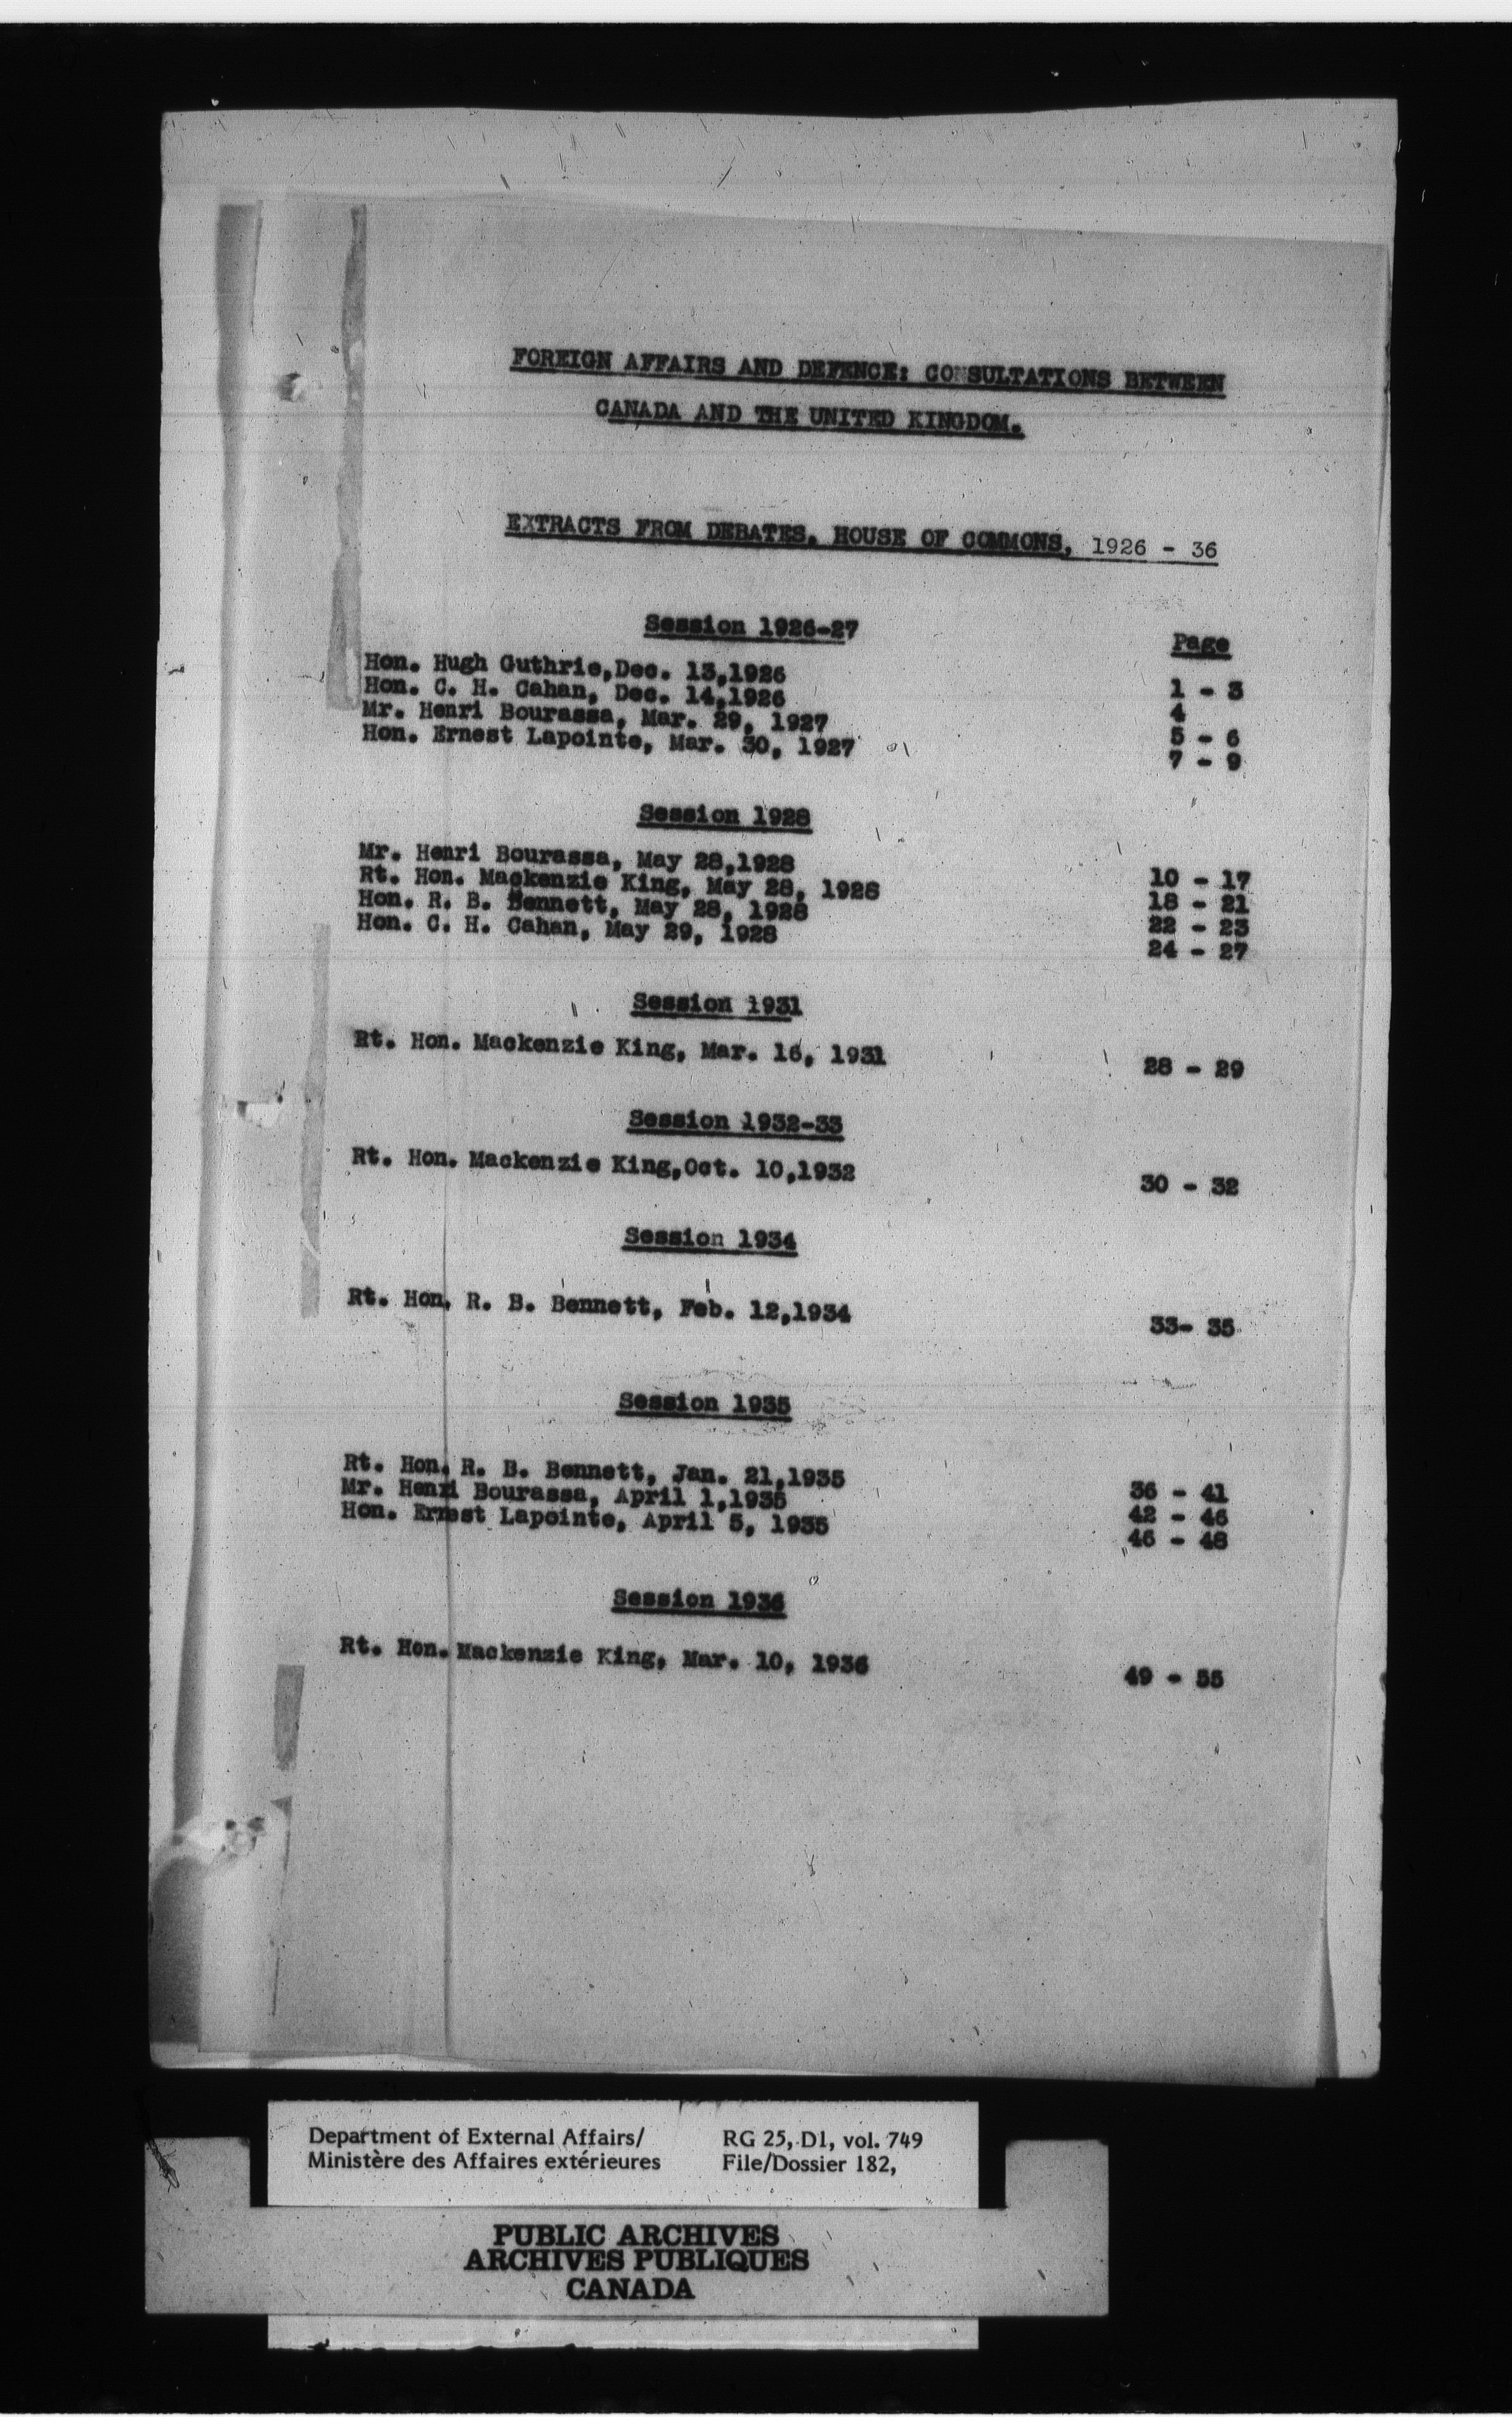 FOREIGN AFFAIRS AND DEFENCE: CONSULTATIONS BETWEEN
CANADA AND THE UNITED KINGDOM.
EXTRACTS FROM DEBATES, HOUSE OF COMMONS, 1926 - 36
Session 1926-27
Page
Hon. Hugh Guthrie,Dec. 13,1926 1 - 3
Hon. C. H. Cahan, Dec. 14,1926 4
Mr. Henri Bourassa, Mar. 29, 1927 5 - 6
Hon. Ernest Lapointe, Mar. 30, 1927 7 - 9
Session 1928
Mr. Henri Bourassa, May 28,1928 10 - 17
Rt. Hon. Mackenzie King, May 28, 1928 18 - 21
Hon. R. B. Bennett, May 28, 1928 22 - 23
Hon. C. H. Cahan, May 29, 1928 24 - 27
Session 1931
Rt. Hon. Mackenzie King, Mar. 16, 1931 28 - 29
Session 1932-33
Rt. Hon. Mackenzie King,Oct. 10,1932 30 - 32
Session 1934
Rt. Hon. R. B. Bennett, Feb. 12,1934 33- 35
Session 1935
Rt. Hon. R. B. Bennett, Jan. 21,1935 36 - 41
Mr. Henri Bourassa, April 1,1935 42 - 46
Hon. Ernest Lapointe, April 5, 1935 46 - 48
Session 1936
Rt. Hon. Mackenzie King, Mar. 10, 1936 49 - 55
Department of External Affairs/ RG 25, D1, vol. 749
Ministère des Affaires extérieures File/Dossier 182,
PUBLIC ARCHIVES
ARCHIVES PUBLIQUES
CANADA